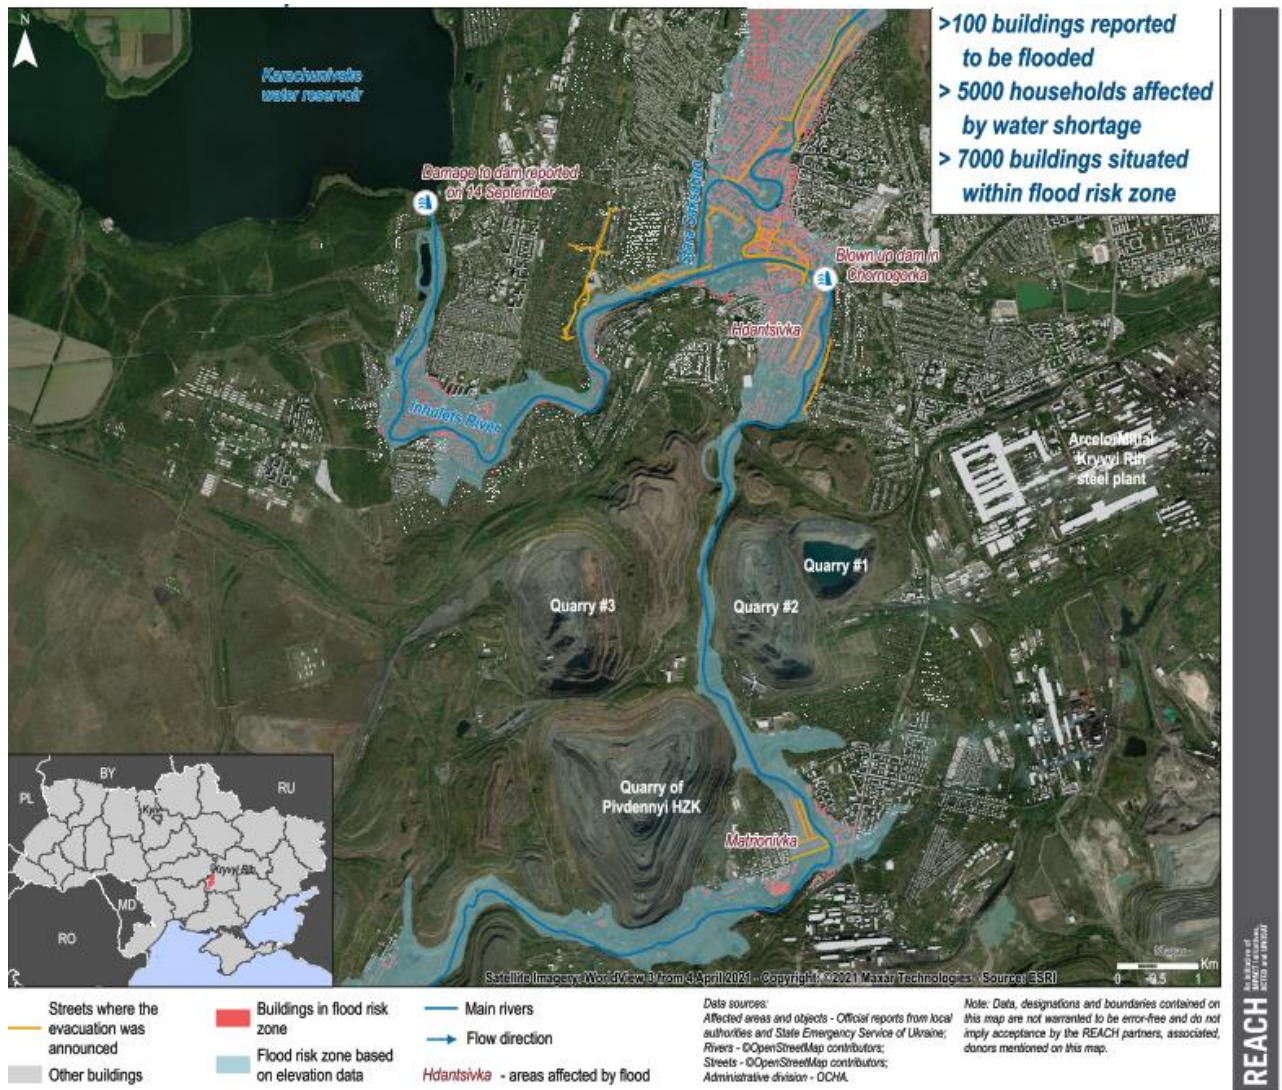 N
Karachunivske
water reservoir
Damage to dam reported
on 14 September
>100 buildings reported
to be flooded
> 5000 households affected
by water shortage
> 7000 buildings situated
within flood risk zone
Blown up dam in
Chornogorka
Hdantsivka
Inhulets River
ArcelorMittal
Kryvyi Rih
steel plant
Quarry #1
Quarry #2
Quarry #3
Quarry of
Pivdennyi HZK
Matrionivka
BY
PL
RU
Kyiv
Kryvyi Rih
MD
RO
Satellite Imagery: WorldView 3 from 4 April 2021 - Copyright: ©2021 Maxar Technologies - Source: ESRI
0 0.5 1 Km
Streets where the
evacuation was
announced
Other buildings
Buildings in flood risk
zone
Flood risk zone based
on elevation data
Main rivers
Flow direction
Hdantsivka - areas affected by flood
Data sources:
Affected areas and objects - Official reports from local
authorities and State Emergency Service of Ukraine;
Rivers - ©OpenStreetMap contributors;
Streets - ©OpenStreetMap contributors;
Administrative division - OCHA.
Note: Data, designations and boundaries contained on
this map are not warranted to be error-free and do not
imply acceptance by the REACH partners, associated,
donors mentioned on this map.
REACH
An initiative of
IMPACT Initiatives,
ACTED and UNOSAT